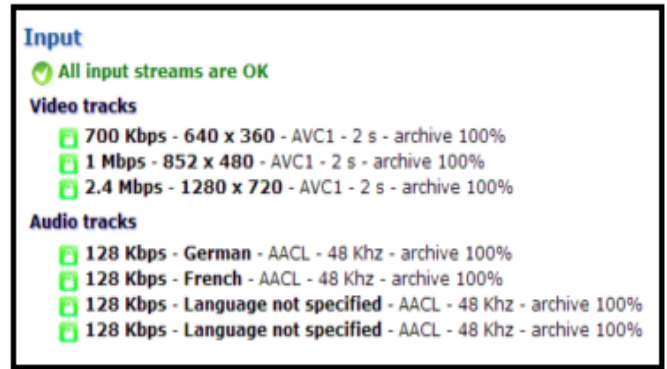 Input
All input streams are OK
Video tracks
700 Kbps - 640 x 360 - AVC1 - 2 s - archive 100%
1 Mbps - 852 x 480 - AVC1 - 2 s - archive 100%
2.4 Mbps - 1280 x 720 - AVC1 - 2 s - archive 100%
Audio tracks
128 Kbps - German - AACL - 48 Khz - archive 100%
128 Kbps - French - AACL - 48 Khz - archive 100%
128 Kbps - Language not specified - AACL - 48 Khz - archive 100%
128 Kbps - Language not specified - AACL - 48 Khz - archive 100%